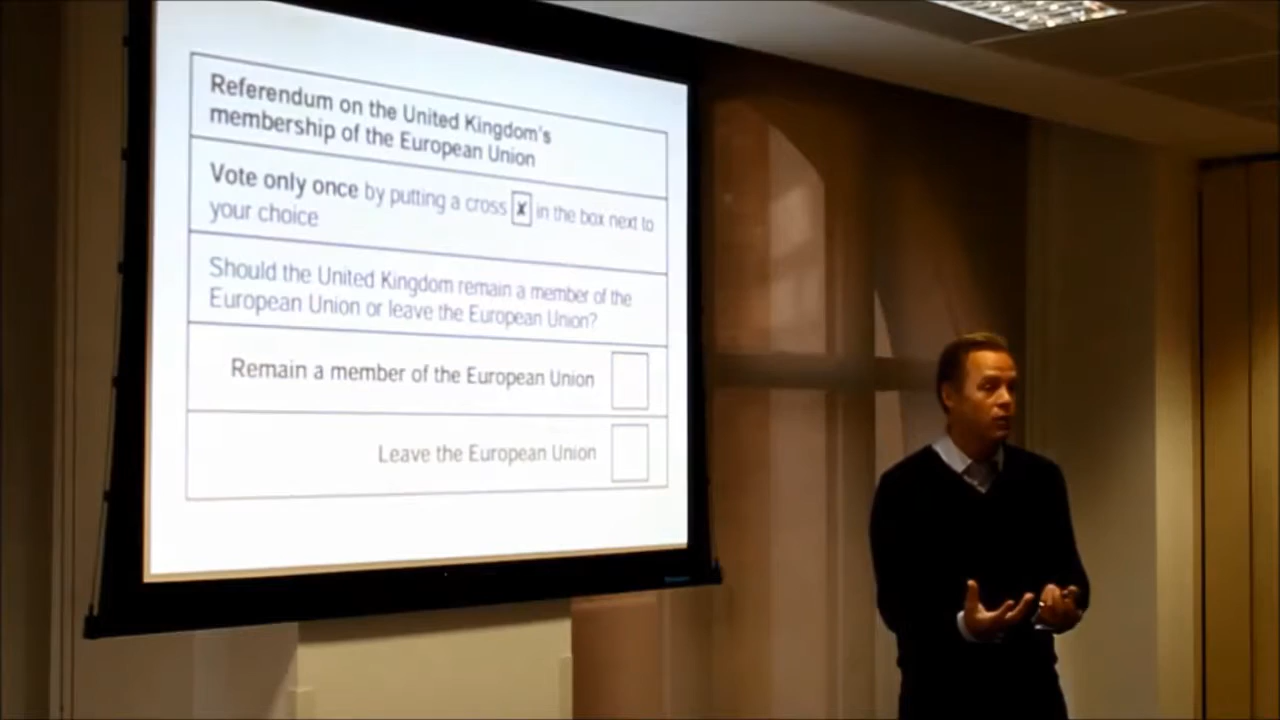 Referendum on the United Kingdom's
membership of the European Union
Vote only once by putting a cross X in the box next to
your choice
Should the United Kingdom remain a member of the
European Union or leave the European Union?
Remain a member of the European Union
Leave the European Union